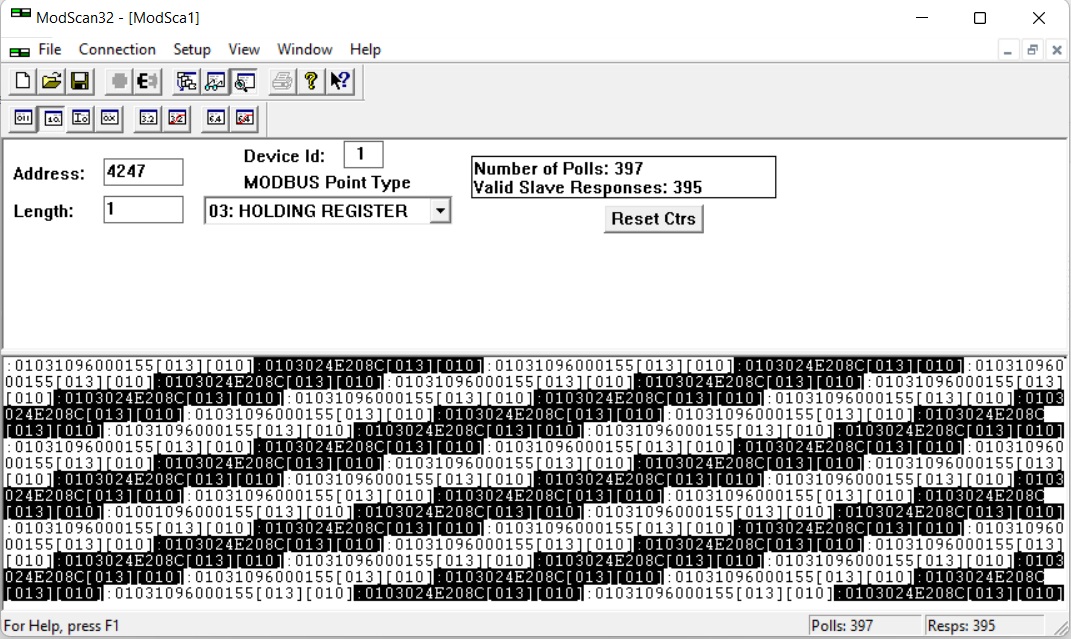 ModScan32 - [ModSca1]
File Connection Setup View Window Help
Address: 4247
Device Id: 1
MODBUS Point Type
Length: 1
03: HOLDING REGISTER
Number of Polls: 397
Valid Slave Responses: 395
Reset Ctrs
:01031096000155[013][010]:0103024E208C[013][010]:01031096000155[013][010]:0103024E208C[013][010]:010310960
00155[013][010]:0103024E208C[013][010]:01031096000155[013][010]:0103024E208C[013][010]:01031096000155[013]
[010]:0103024E208C[013][010]:01031096000155[013][010]:0103024E208C[013][010]:01031096000155[013][010]:0103
024E208C[013][010]:01031096000155[013][010]:0103024E208C[013][010]:01031096000155[013][010]:0103024E208C
[013][010]:01031096000155[013][010]:0103024E208C[013][010]:01031096000155[013][010]:0103024E208C[013][010]
:01031096000155[013][010]:0103024E208C[013][010]:01031096000155[013][010]:0103024E208C[013][010]:010310960
00155[013][010]:0103024E208C[013][010]:01031096000155[013][010]:0103024E208C[013][010]:01031096000155[013]
[010]:0103024E208C[013][010]:01031096000155[013][010]:0103024E208C[013][010]:01031096000155[013][010]:0103
024E208C[013][010]:01031096000155[013][010]:0103024E208C[013][010]:01031096000155[013][010]:0103024E208C
[013][010]:01031096000155[013][010]:0103024E208C[013][010]:01031096000155[013][010]:0103024E208C[013][010]
:01031096000155[013][010]:0103024E208C[013][010]:01031096000155[013][010]:0103024E208C[013][010]:010310960
00155[013][010]:0103024E208C[013][010]:01031096000155[013][010]:0103024E208C[013][010]:01031096000155[013]
[010]:0103024E208C[013][010]:01031096000155[013][010]:0103024E208C[013][010]:01031096000155[013][010]:0103
024E208C[013][010]:01031096000155[013][010]:0103024E208C[013][010]:01031096000155[013][010]:0103024E208C
[013][010]:01031096000155[013][010]:0103024E208C[013][010]:01031096000155[013][010]:0103024E208C[013][010]
For Help, press F1
Polls: 397
Resps: 395